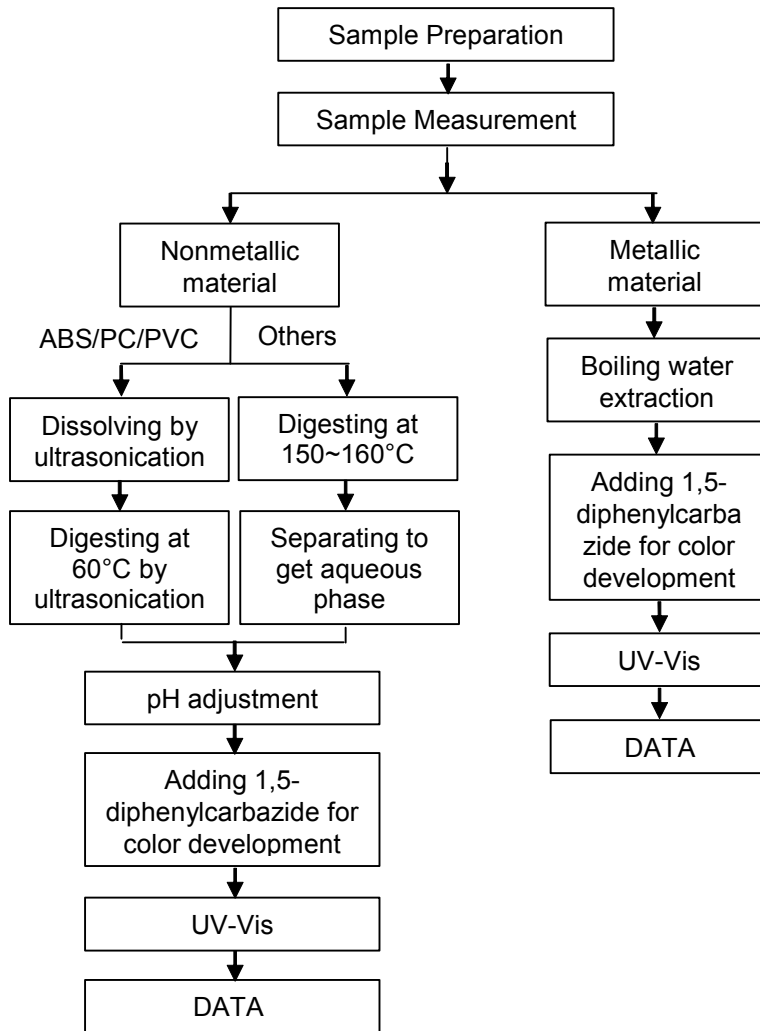 Sample Preparation
Sample Measurement
Nonmetallic
material
Metallic
material
ABS/PC/PVC
Others
Boiling water
extraction
Dissolving by
ultrasonication
Digesting at
150~160°C
Adding 1,5-
diphenylcarba
zide for color
development
Digesting at
60°C by
ultrasonication
Separating to
get aqueous
phase
UV-Vis
pH adjustment
DATA
Adding 1,5-
diphenylcarbazide for
color development
UV-Vis
DATA